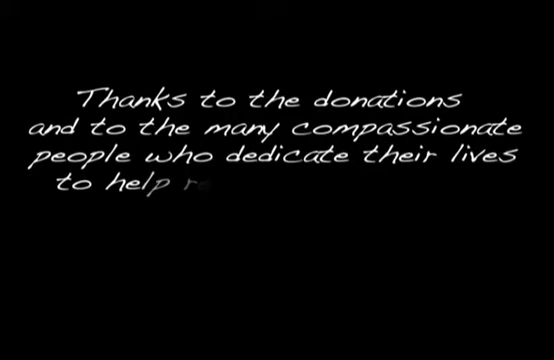 Thanks to the donations
and to the many compassionate
people who dedicate their lives
to help